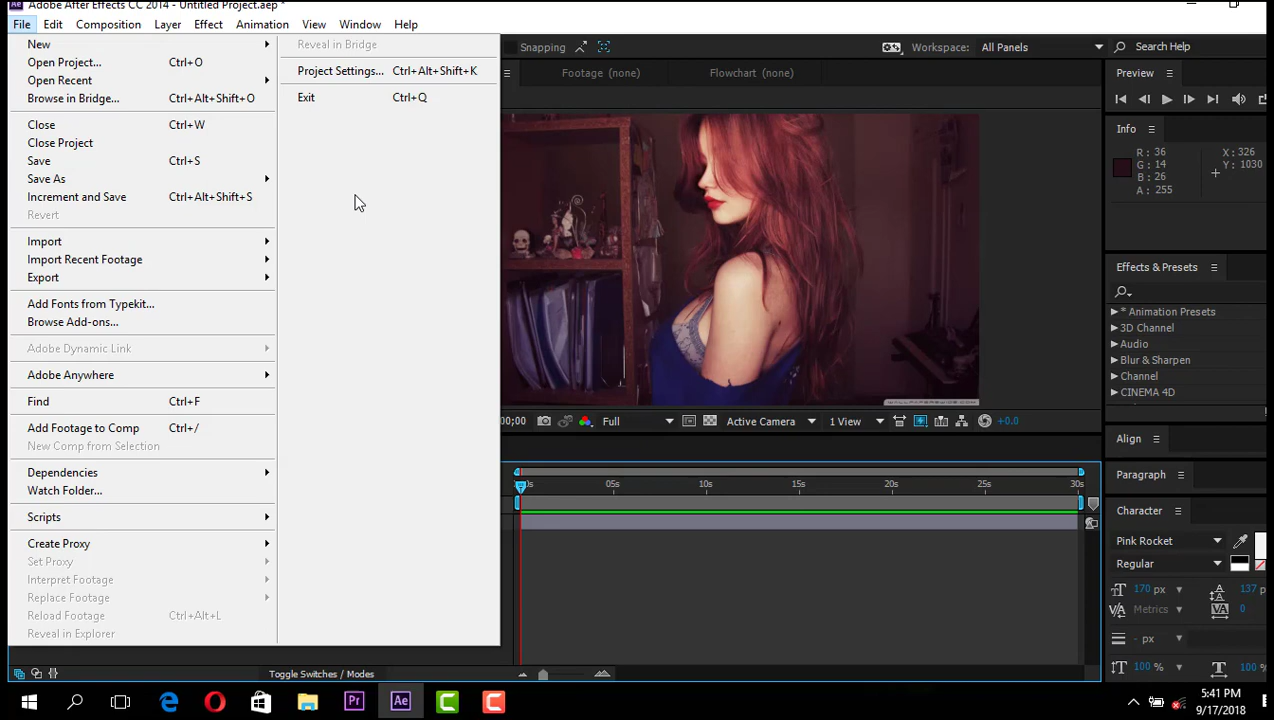 Adobe After Effects CC 2014 - Untitled Project.aep *
File Edit Composition Layer Effect Animation View Window Help
Snapping Workspace: All Panels Search Help
New
Open Project... Ctrl+O
Open Recent
Browse in Bridge... Ctrl+Alt+Shift+O
Close Ctrl+W
Close Project
Save Ctrl+S
Save As
Increment and Save Ctrl+Alt+Shift+S
Revert
Import
Import Recent Footage
Export
Add Fonts from Typekit...
Browse Add-ons...
Adobe Dynamic Link
Adobe Anywhere
Find Ctrl+F
Add Footage to Comp Ctrl+/
New Comp from Selection
Dependencies
Watch Folder...
Scripts
Create Proxy
Set Proxy
Interpret Footage
Replace Footage
Reload Footage Ctrl+Alt+L
Reveal in Explorer
Reveal in Bridge
Project Settings... Ctrl+Alt+Shift+K
Exit Ctrl+Q
Footage (none) Flowchart (none)
;00 Full Active Camera 1 View +0.0
05s 10s 15s 20s 25s 30s
Toggle Switches / Modes
Preview
Info
R: 36 X: 326
G: 14 Y: 1030
B: 26
A: 255
Effects & Presets
* Animation Presets
3D Channel
Audio
Blur & Sharpen
Channel
CINEMA 4D
Align
Paragraph
Character
Pink Rocket
Regular
170 px 137
Metrics 0
- px
100 % 100
Pr Ae C C
5:41 PM
9/17/2018